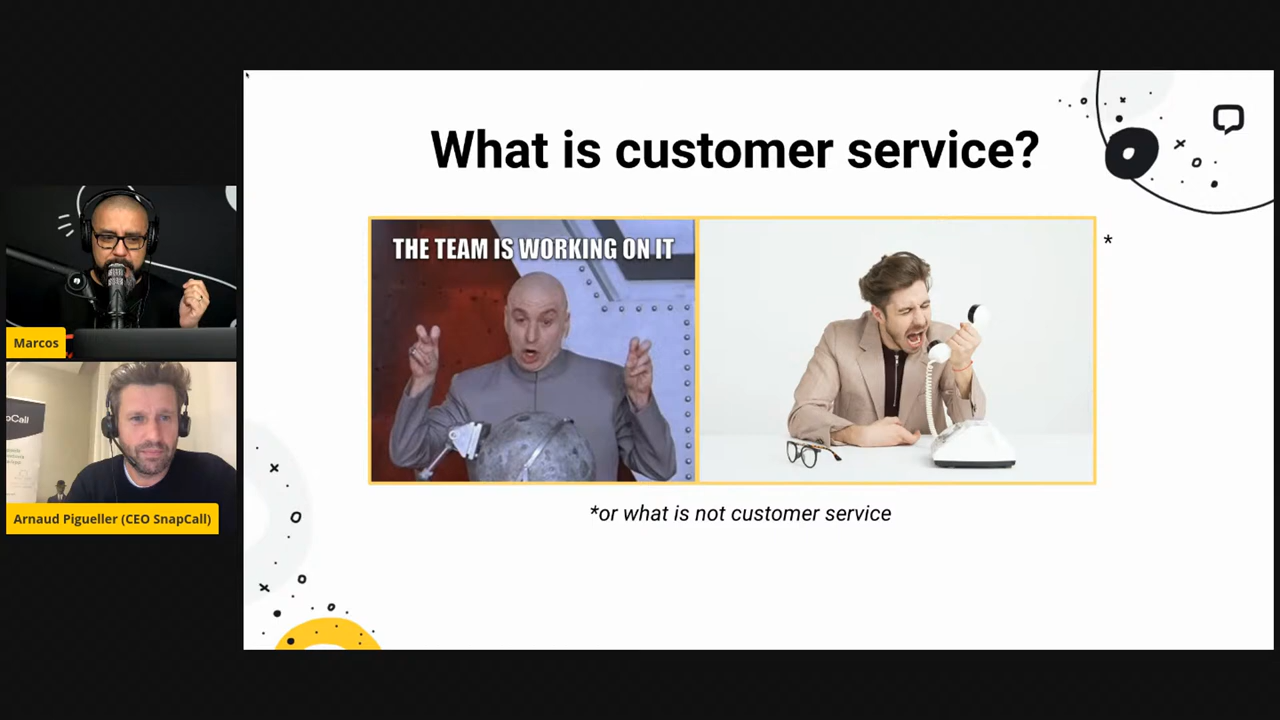 What is customer service?
THE TEAM IS WORKING ON IT
*
*or what is not customer service
Marcos
Arnaud Pigueller (CEO SnapCall)